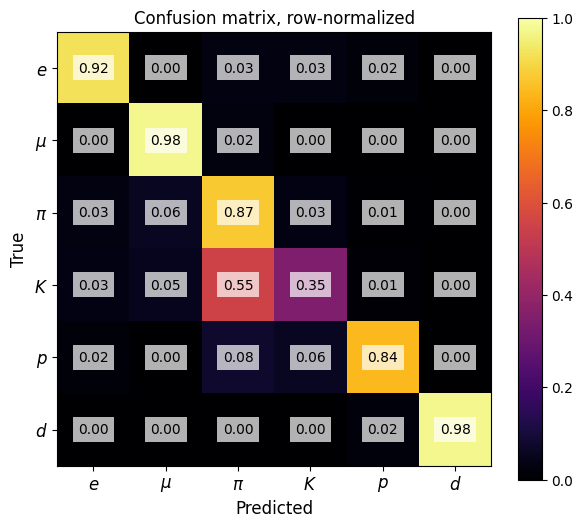 Confusion matrix, row-normalized
True
e 0.92 0.00 0.03 0.03 0.02 0.00
μ 0.00 0.98 0.02 0.00 0.00 0.00
π 0.03 0.06 0.87 0.03 0.01 0.00
K 0.03 0.05 0.55 0.35 0.01 0.00
p 0.02 0.00 0.08 0.06 0.84 0.00
d 0.00 0.00 0.00 0.00 0.02 0.98
e μ π K p d
Predicted
1.0
0.8
0.6
0.4
0.2
0.0